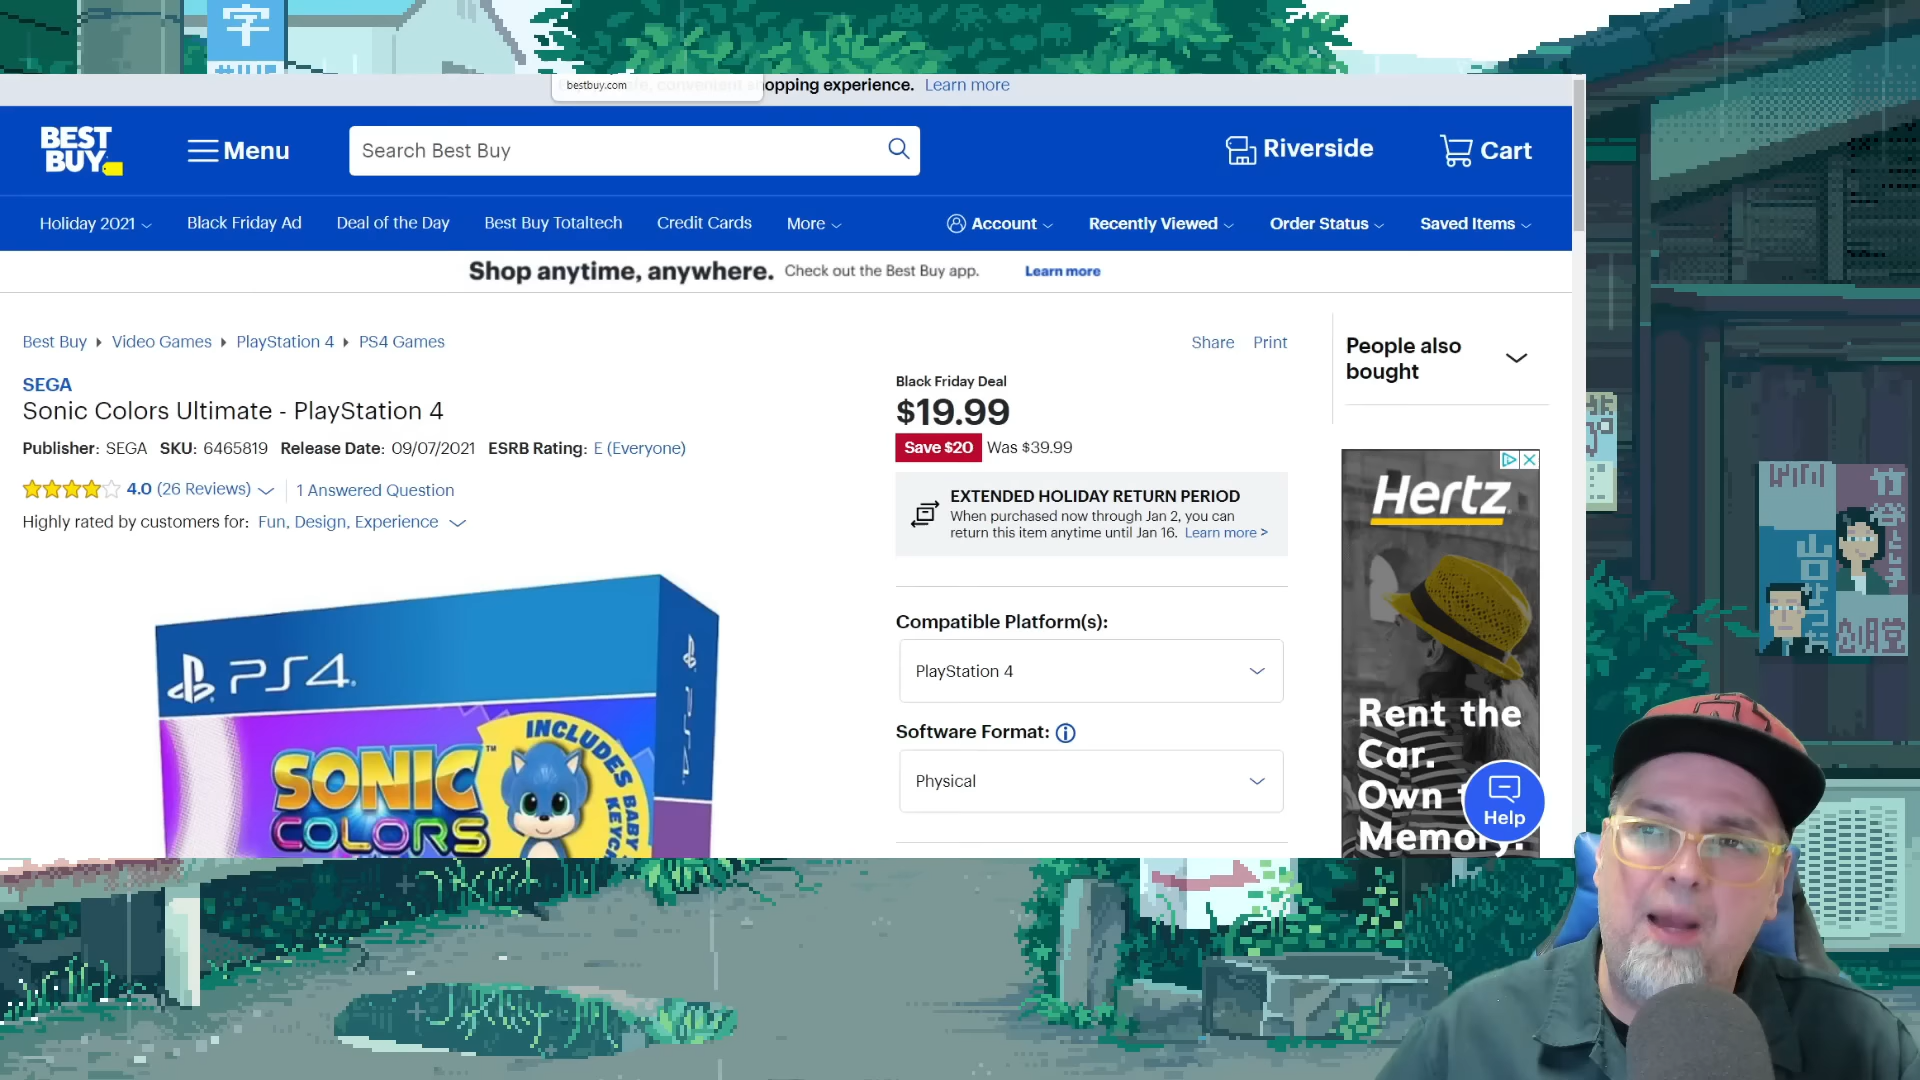 字
bestbuy.com
opping experience. Learn more
BEST BUY
Menu
Search Best Buy
Riverside
Cart
Holiday 2021
Black Friday Ad
Deal of the Day
Best Buy Totaltech
Credit Cards
More
Account
Recently Viewed
Order Status
Saved Items
Shop anytime, anywhere. Check out the Best Buy app. Learn more
Best Buy Video Games PlayStation 4 PS4 Games
Share Print
SEGA
Sonic Colors Ultimate - PlayStation 4
Publisher: SEGA SKU: 6465819 Release Date: 09/07/2021 ESRB Rating: E (Everyone)
4.0 (26 Reviews) 1 Answered Question
Highly rated by customers for: Fun, Design, Experience
PS4
PS4
SONIC™
COLORS
INCLUDES BABY
Black Friday Deal
$19.99
Save $20 Was $39.99
EXTENDED HOLIDAY RETURN PERIOD
When purchased now through Jan 2, you can
return this item anytime until Jan 16. Learn more >
Compatible Platform(s):
PlayStation 4
Software Format:
Physical
People also
bought
Hertz
Rent the
Car.
Own
Memory.
Help